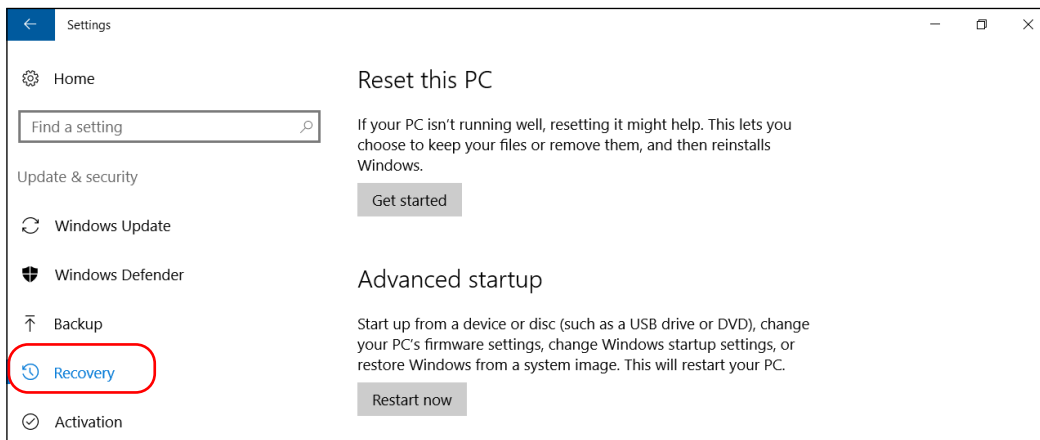 Settings
Home
Find a setting
Update & security
Windows Update
Windows Defender
Backup
Recovery
Activation
Reset this PC
If your PC isn't running well, resetting it might help. This lets you
choose to keep your files or remove them, and then reinstalls
Windows.
Get started
Advanced startup
Start up from a device or disc (such as a USB drive or DVD), change
your PC's firmware settings, change Windows startup settings, or
restore Windows from a system image. This will restart your PC.
Restart now